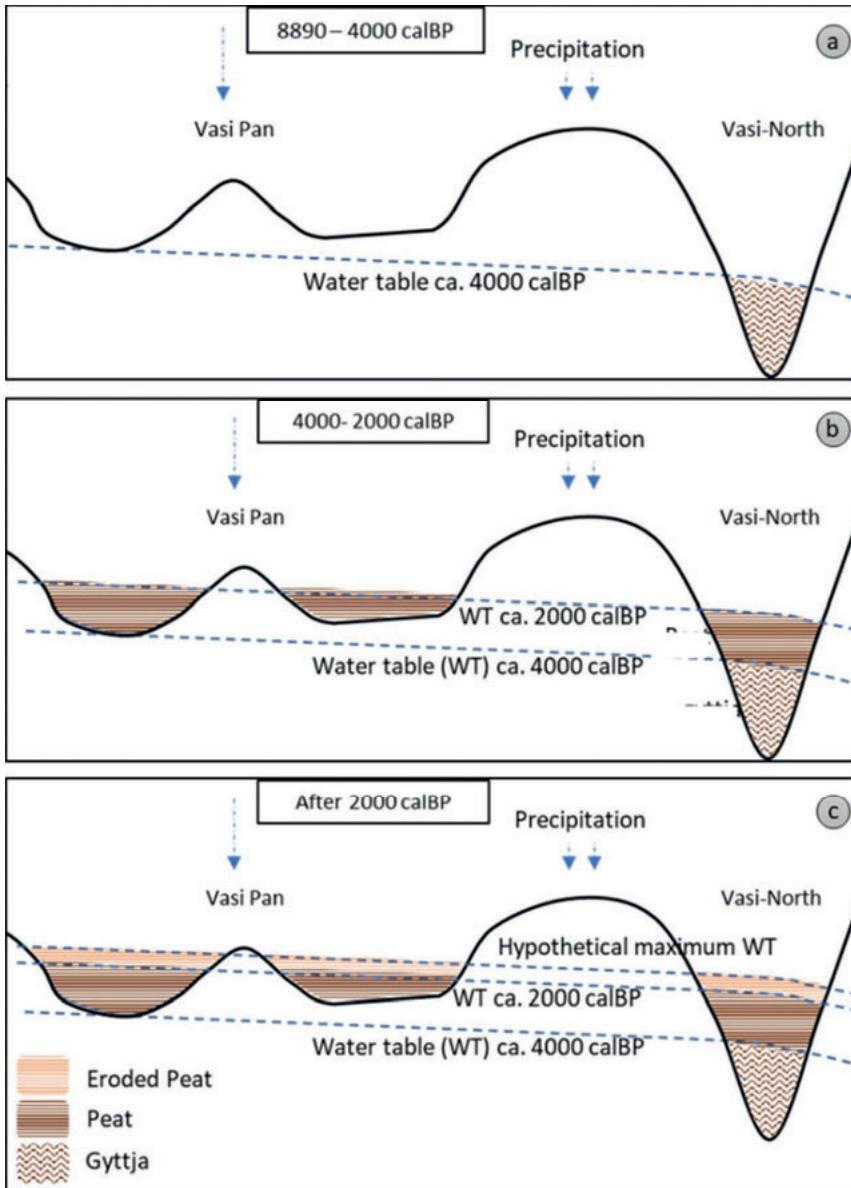 8890 – 4000 calBP
a
Precipitation
Vasi Pan
Vasi-North
Water table ca. 4000 calBP
4000- 2000 calBP
b
Precipitation
Vasi Pan
Vasi-North
WT ca. 2000 calBP
Water table (WT) ca. 4000 calBP
After 2000 calBP
c
Precipitation
Vasi Pan
Vasi-North
Hypothetical maximum WT
WT ca. 2000 calBP
Water table (WT) ca. 4000 calBP
Eroded Peat
Peat
Gyttja